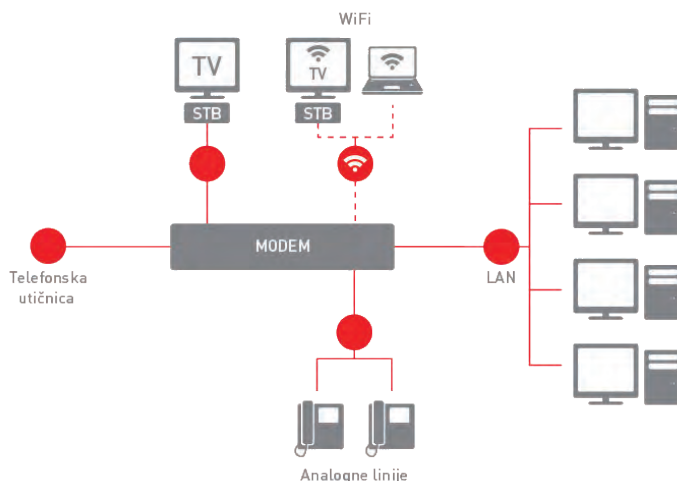 WiFi
TV
TV
STB
STB
MODEM
Telefonska
utičnica
LAN
Analogne linije